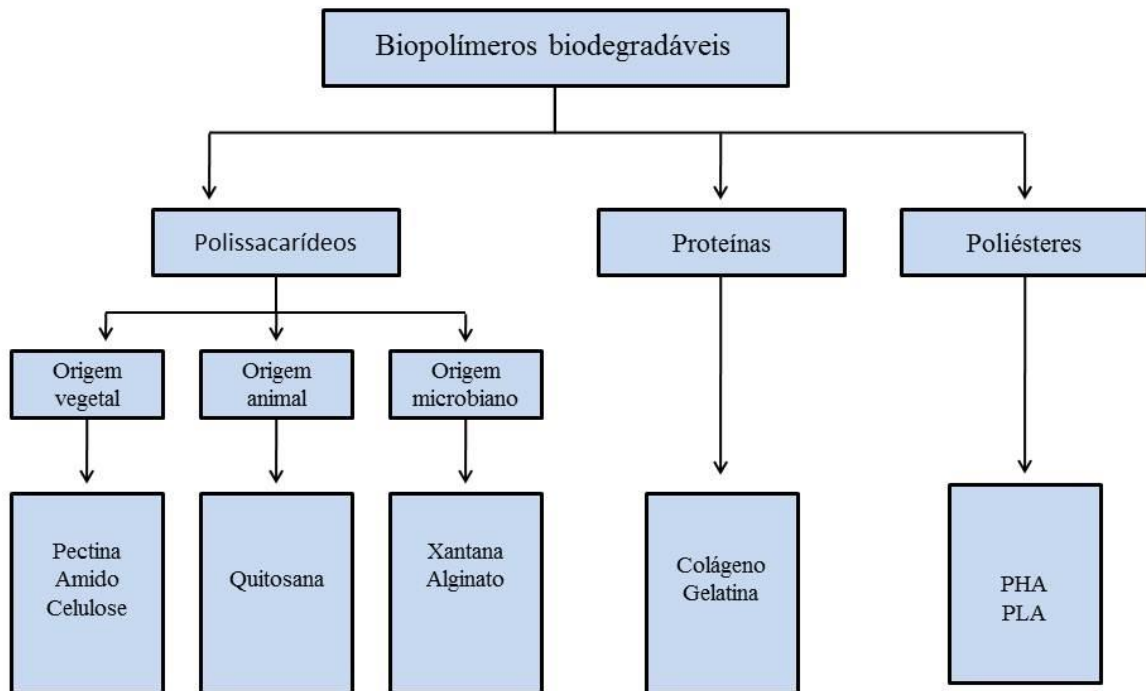 Biopolímeros biodegradáveis
Polissacarídeos
Proteínas
Poliésteres
Origem
vegetal
Origem
animal
Origem
microbiano
Pectina
Amido
Celulose
Quitosana
Xantana
Alginato
Colágeno
Gelatina
PHA
PLA